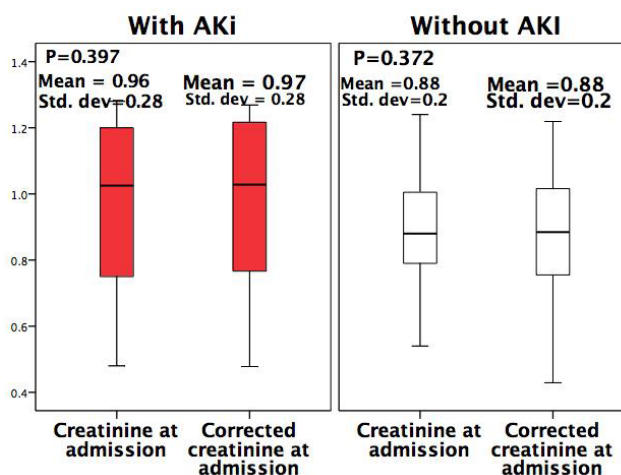 With AKi
P=0.397
Mean = 0.96
Std. dev=0.28
Mean = 0.97
Std. dev = 0.28
Without AKI
P=0.372
Mean =0.88
Std. dev=0.2
Mean =0.88
Std. dev=0.2
1.4
1.2
1.0
0.8
0.6
0.4
Creatinine at
admission
Corrected
creatinine at
admission
Creatinine at
admission
Corrected
creatinine at
admission